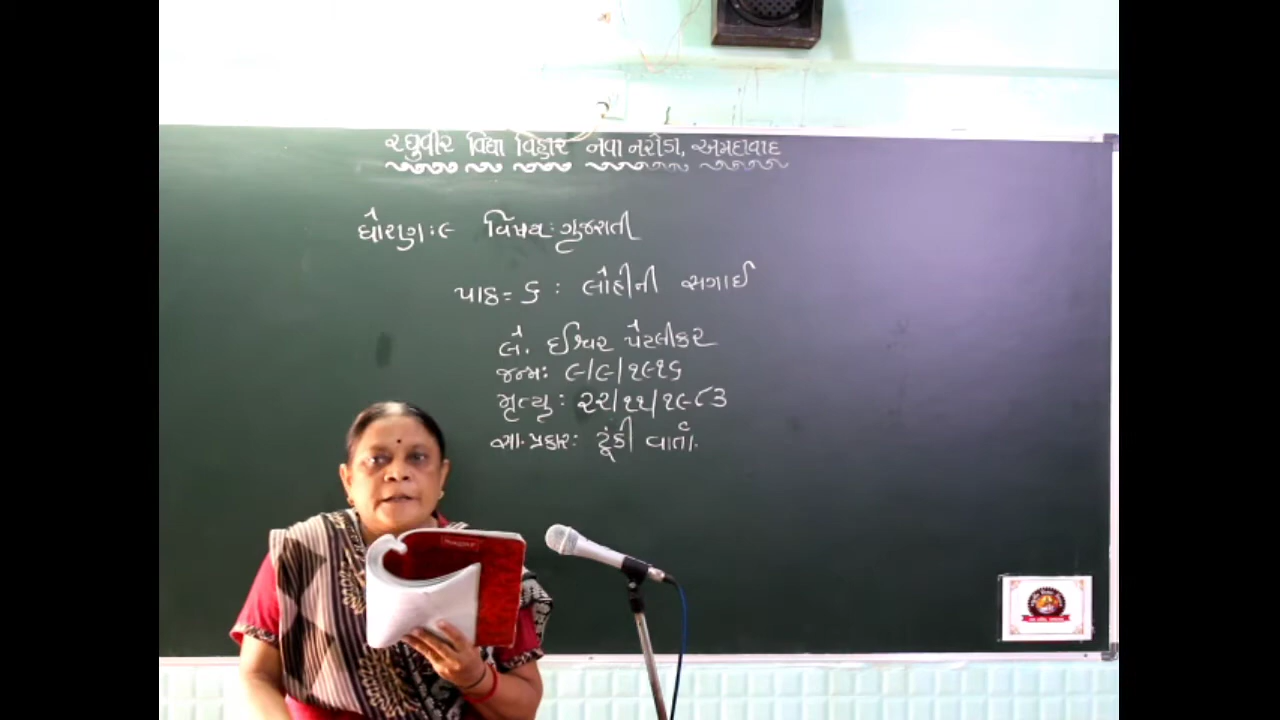 રઘુવીર વિદ્યા વિહાર નવા નરોડા, અમદાવાદ
ધોરણ: ૯ વિષય: ગુજરાતી
પાઠ = ૬ : લોહીની સગાઈ
લે. ઈશ્વર પેટલીકર
જન્મ: ૯/૯/૧૯૧૬
મૃત્યુ: ૨૨/૧૧/૧૯૮૩
સા. પ્રકાર: ટૂંકી વાર્તા.